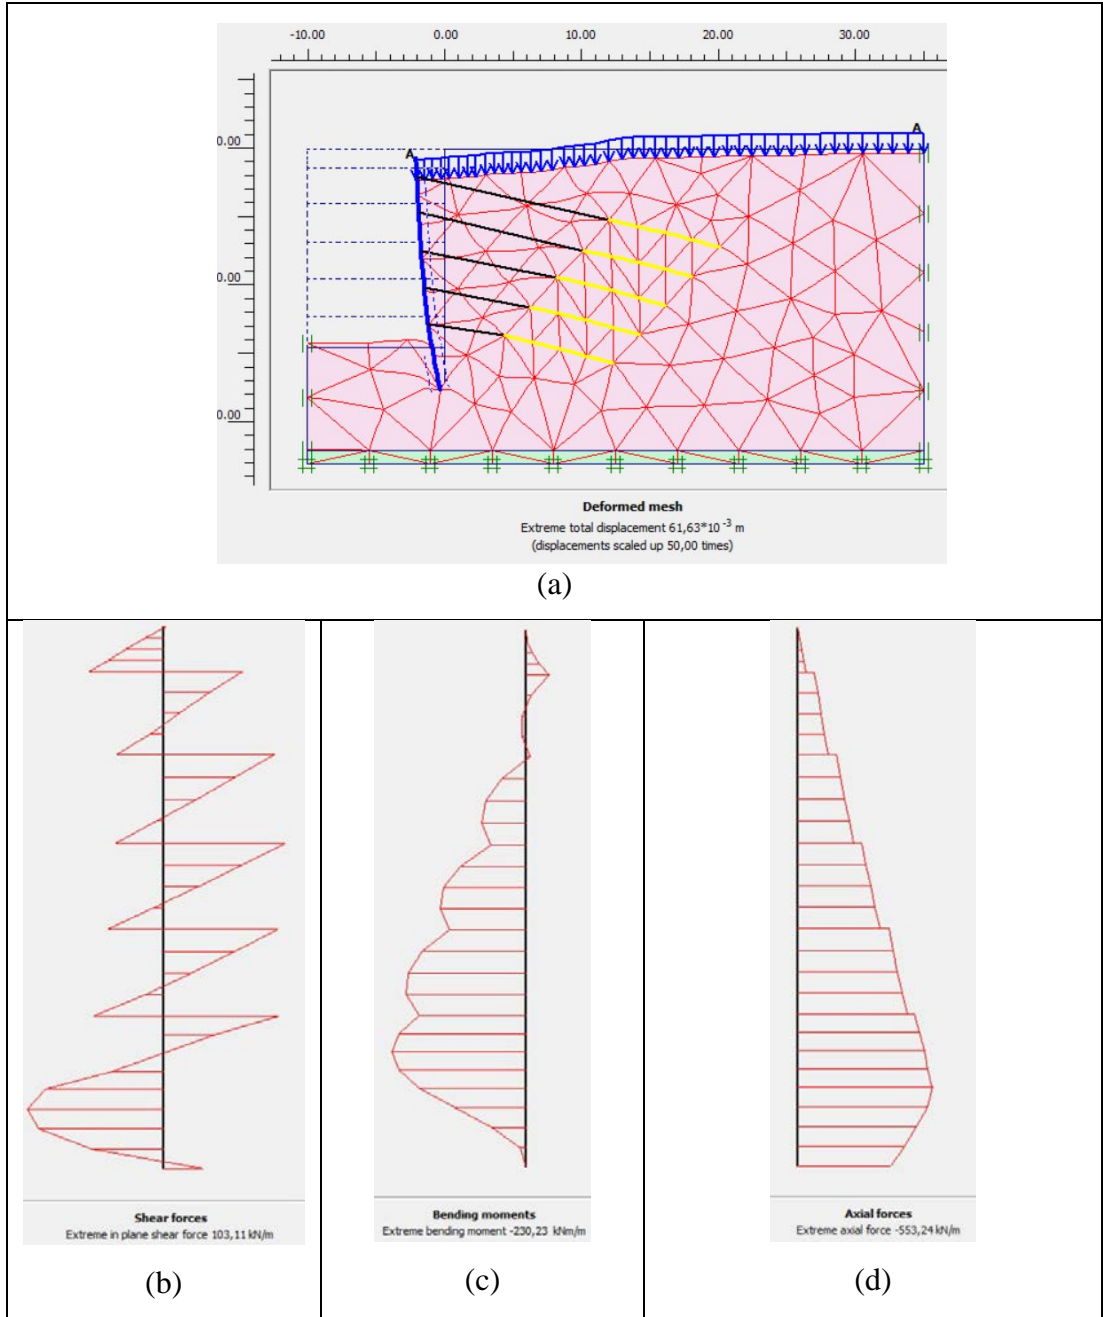 -10.00 0.00 10.00 20.00 30.00
0.00
A A
0.00
0.00
Deformed mesh
Extreme total displacement 61,63*10 -3 m
(displacements scaled up 50,00 times)
(a)
Shear forces
Extreme in plane shear force 103,11 kN/m
(b)
Bending moments
Extreme bending moment -230,23 kNm/m
(c)
Axial forces
Extreme axial force -553,24 kN/m
(d)